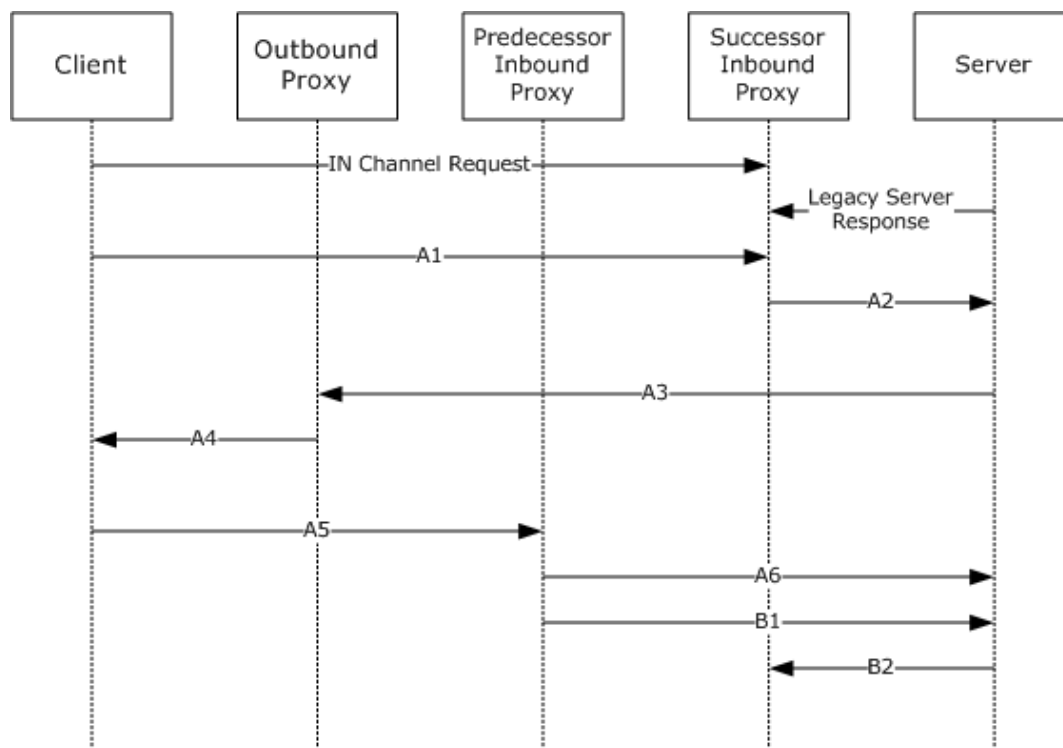 Client
Outbound
Proxy
Predecessor
Inbound
Proxy
Successor
Inbound
Proxy
Server
IN Channel Request
Legacy Server
Response
A1
A2
A3
A4
A5
A6
B1
B2